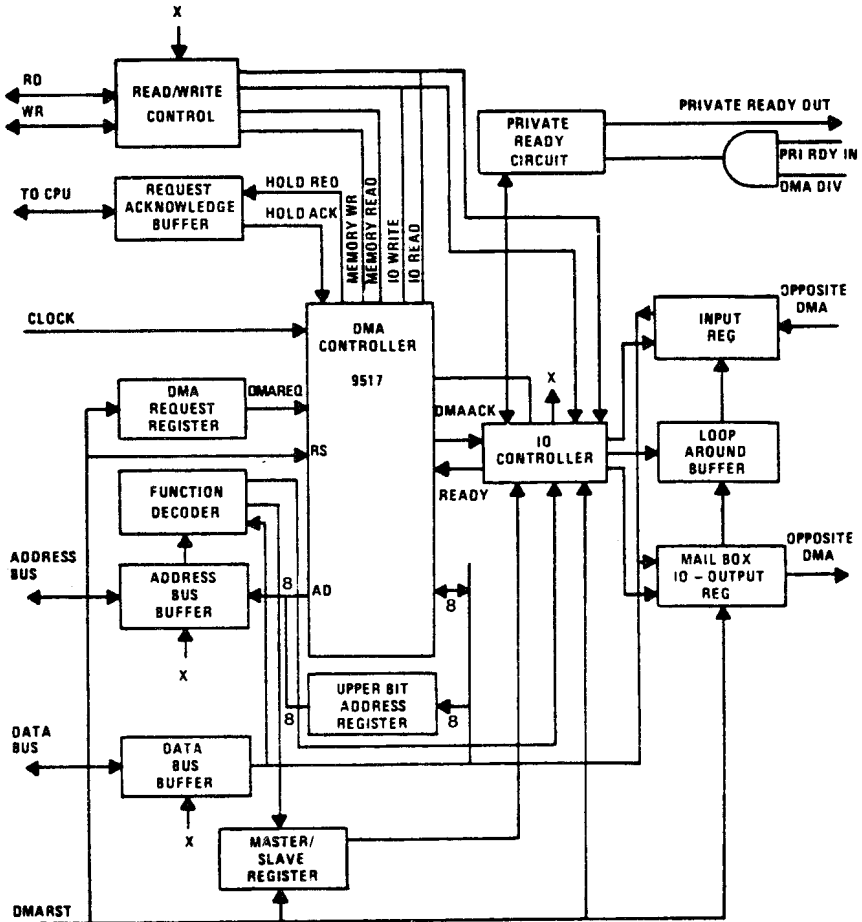 X
RD
READ/WRITE
CONTROL
WR
PRIVATE READY OUT
PRIVATE
READY
CIRCUIT
PRI RDY IN
DMA DIV
TO CPU
REQUEST
ACKNOWLEDGE
BUFFER
HOLD REQ
HOLD ACK
MEMORY WR
MEMORY READ
IO WRITE
IO READ
CLOCK
DMA
CONTROLLER
9517
OPPOSITE
DMA
INPUT
REG
DMA
REQUEST
REGISTER
DMAREQ
DMAACK
X
IO
CONTROLLER
LOOP
AROUND
BUFFER
RS
READY
FUNCTION
DECODER
ADDRESS
BUS
ADDRESS
BUS
BUFFER
8
AD
8
MAIL BOX
IO - OUTPUT
REG
OPPOSITE
DMA
X
UPPER BIT
ADDRESS
REGISTER
8
8
DATA
BUS
DATA
BUS
BUFFER
X
MASTER/
SLAVE
REGISTER
DMARST